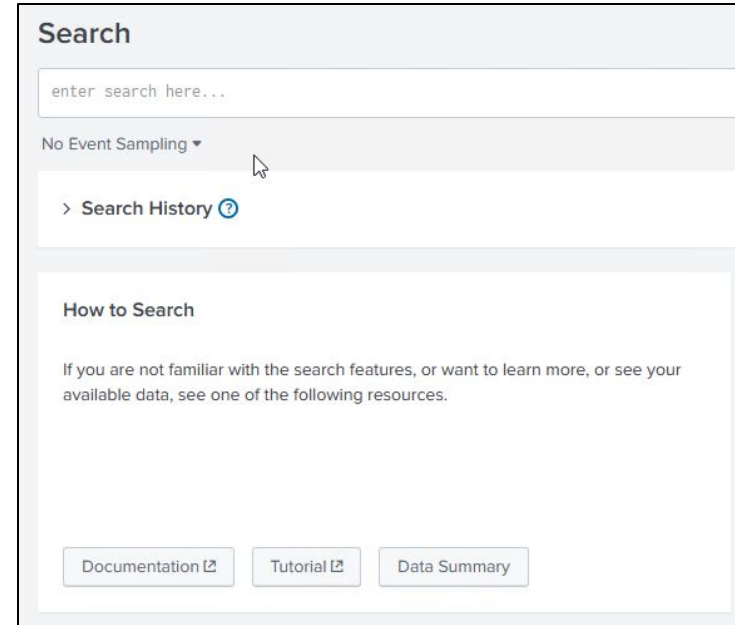 Search
enter search here...
No Event Sampling
Search History
How to Search
If you are not familiar with the search features, or want to learn more, or see your
available data, see one of the following resources.
Documentation
Tutorial
Data Summary